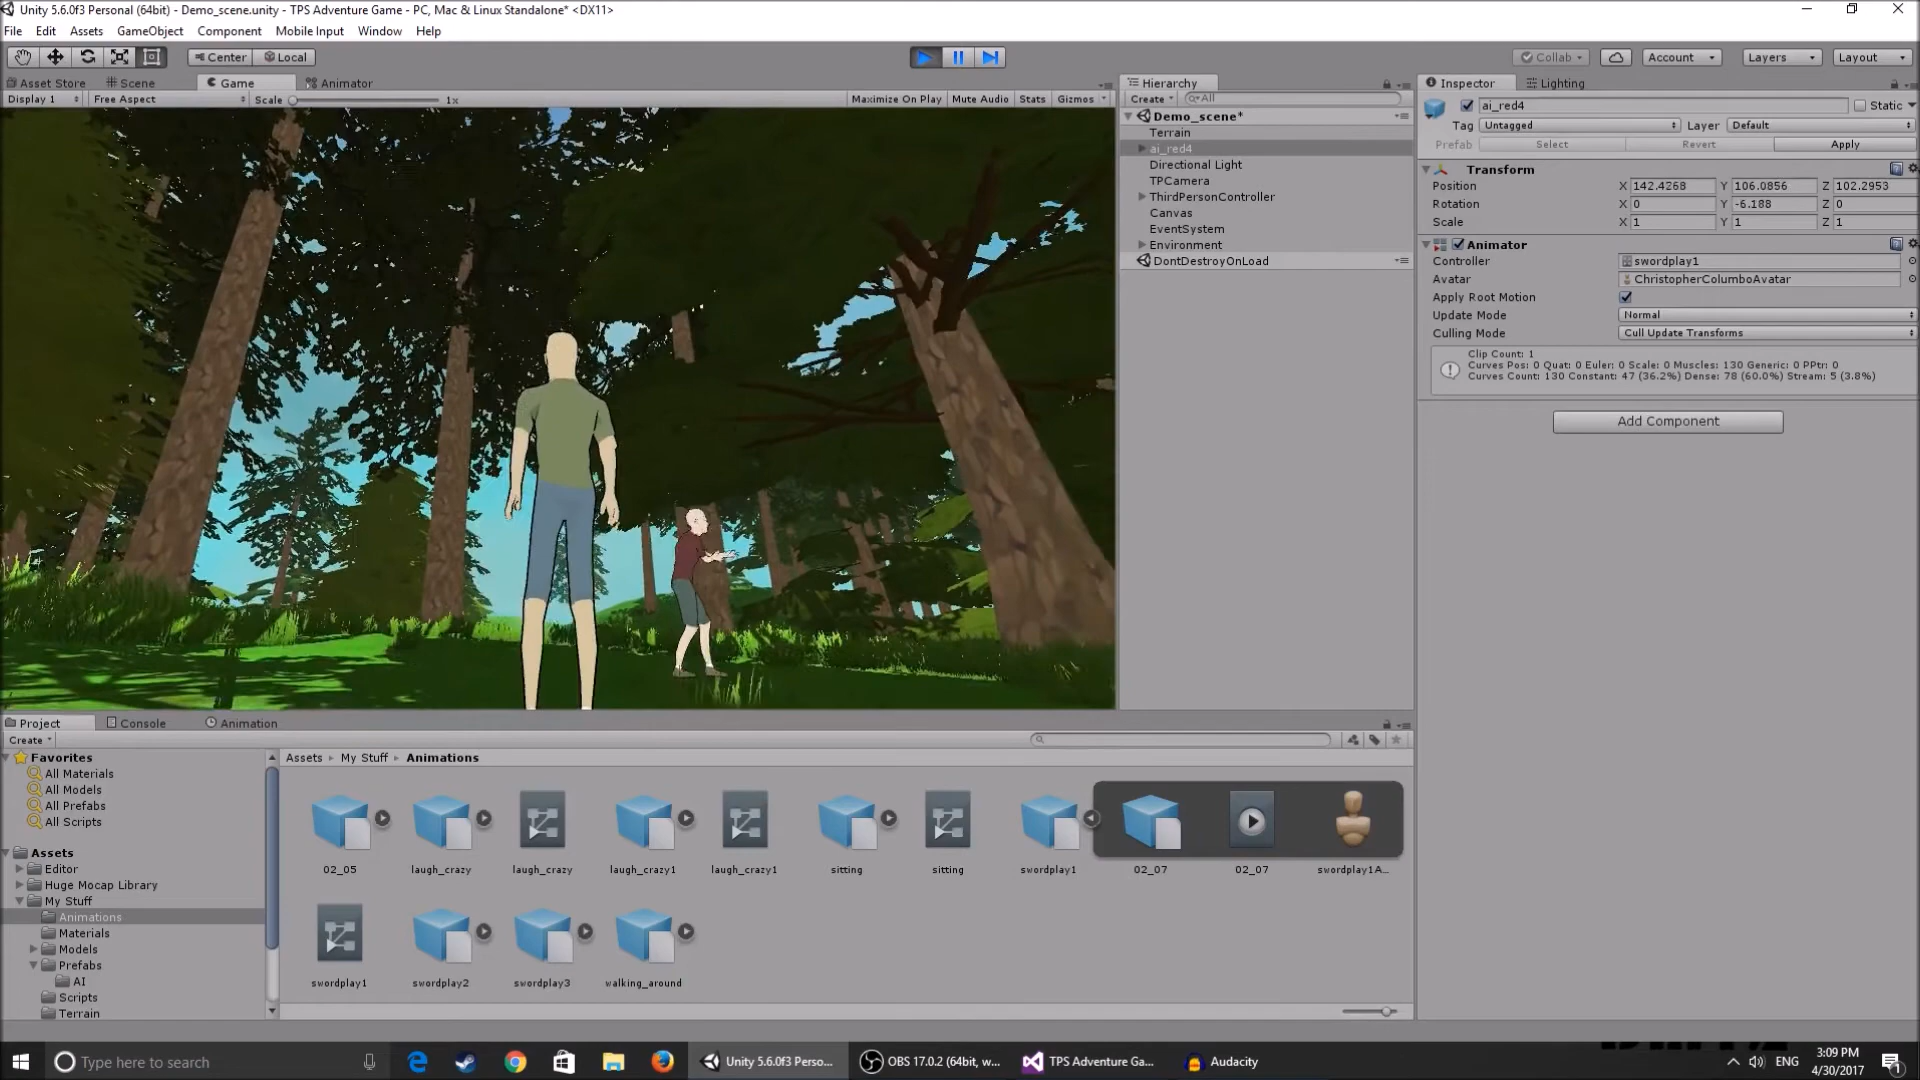 Unity 5.6.0f3 Personal (64bit) - Demo_scene.unity - TPS Adventure Game - PC, Mac & Linux Standalone* <DX11>
File Edit Assets GameObject Component Mobile Input Window Help
Center Local Collab Account Layers Layout
Asset Store Scene Game Animator
Display 1 Free Aspect Scale 1x Maximize On Play Mute Audio Stats Gizmos
Hierarchy
Create All
Demo_scene*
Terrain
ai_red4
Directional Light
TPCamera
ThirdPersonController
Canvas
EventSystem
Environment
DontDestroyOnLoad
Inspector Lighting
ai_red4 Static
Tag Untagged Layer Default
Prefab Select Revert Apply
Transform
Position X 142.4268 Y 106.0856 Z 102.2953
Rotation X 0 Y -6.188 Z 0
Scale X 1 Y 1 Z 1
Animator
Controller swordplay1
Avatar ChristopherColumboAvatar
Apply Root Motion
Update Mode Normal
Culling Mode Cull Update Transforms
Clip Count: 1
Curves Pos: 0 Quat: 0 Euler: 0 Scale: 0 Muscles: 130 Generic: 0 PPtr: 0
Curves Count: 130 Constant: 47 (36.2%) Dense: 78 (60.0%) Stream: 5 (3.8%)
Add Component
Project Console Animation
Create
Favorites
All Materials
All Models
All Prefabs
All Scripts
Assets
Editor
Huge Mocap Library
My Stuff
Animations
Materials
Models
Prefabs
AI
Scripts
Terrain
Assets My Stuff Animations
02_05 laugh_crazy laugh_crazy laugh_crazy1 laugh_crazy1 sitting sitting swordplay1 02_07 02_07 swordplay1A...
swordplay1 swordplay2 swordplay3 walking_around
Type here to search
Unity 5.6.0f3 Perso...
OBS 17.0.2 (64bit, w...
TPS Adventure Ga...
Audacity
ENG
3:09 PM
4/30/2017
1